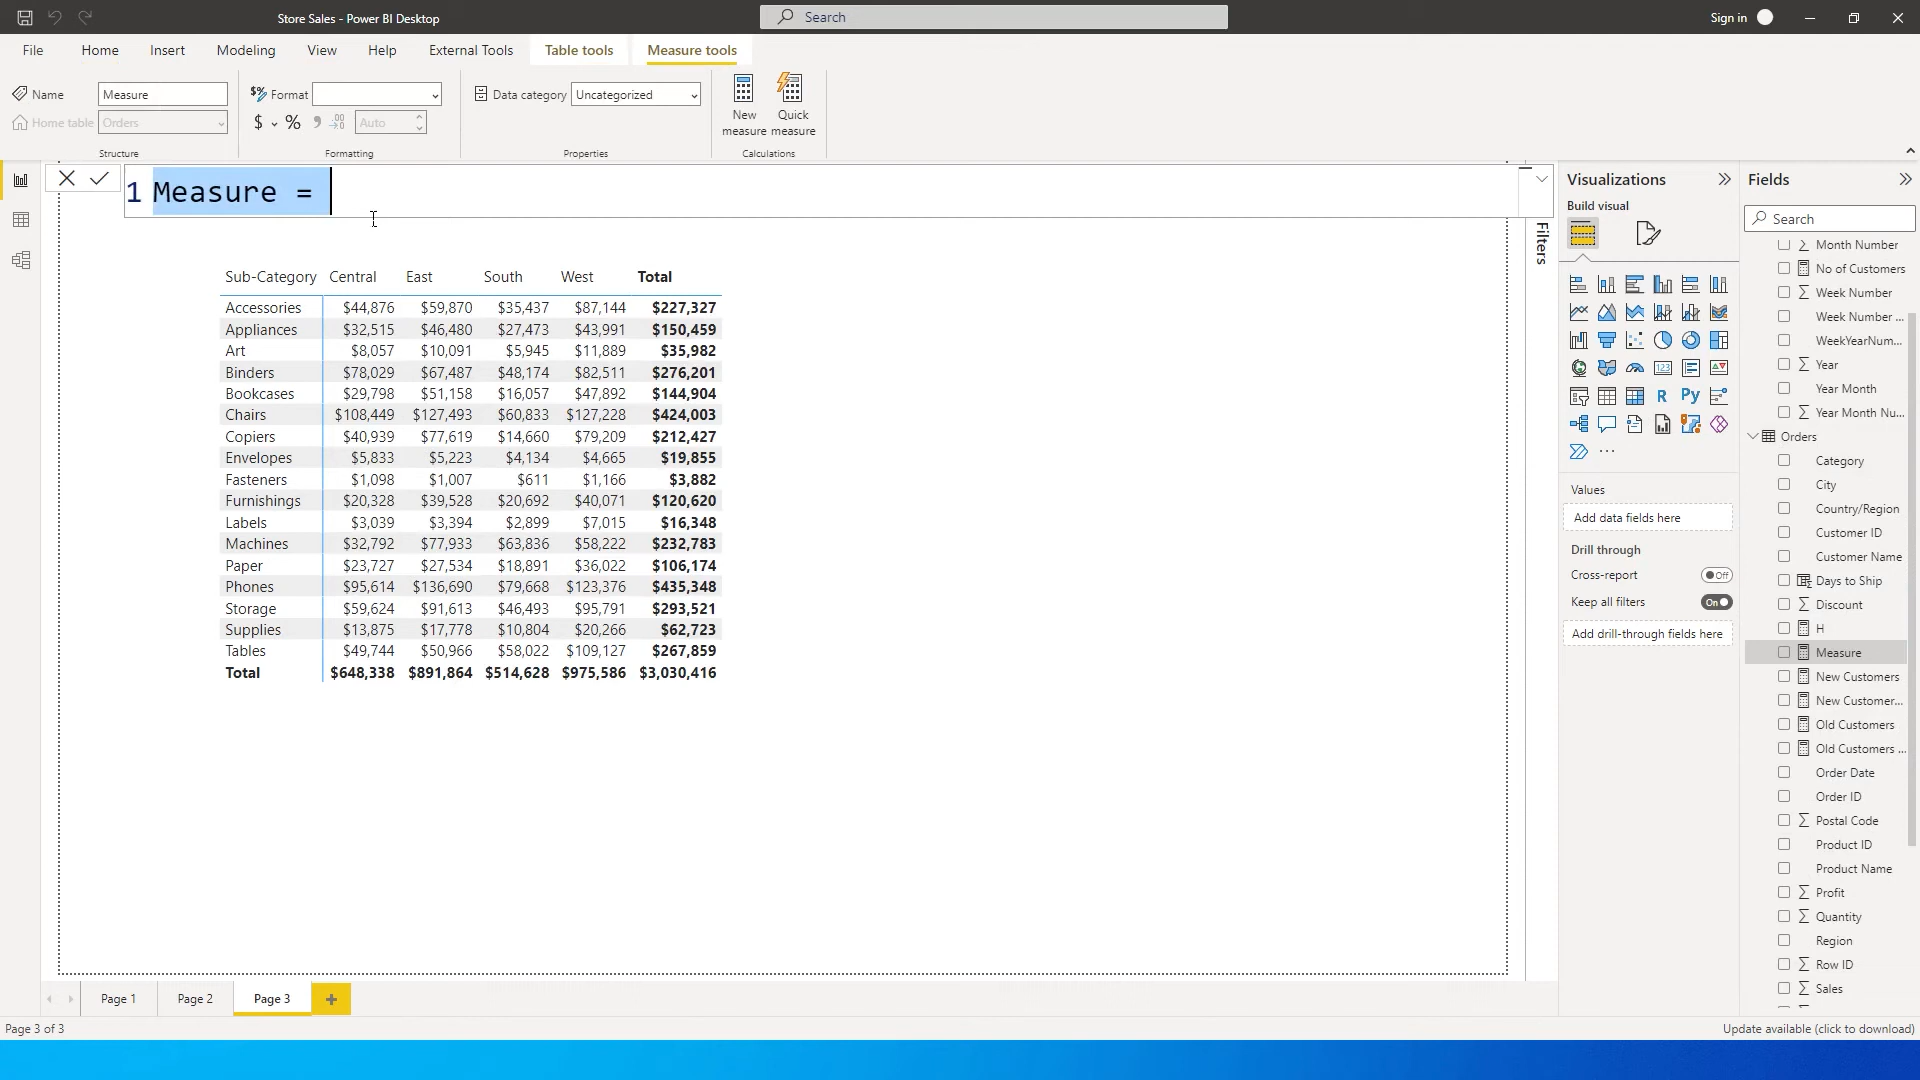 Store Sales - Power BI Desktop
Search
Sign in
File Home Insert Modeling View Help External Tools Table tools Measure tools
Name Measure
Home table Orders
Structure
$% Format
$ % 9 .00 Auto
Formatting
Data category Uncategorized
Properties
New measure
Quick measure
Calculations
1 Measure =
Sub-Category Central East South West Total
Accessories $44,876 $59,870 $35,437 $87,144 $227,327
Appliances $32,515 $46,480 $27,473 $43,991 $150,459
Art $8,057 $10,091 $5,945 $11,889 $35,982
Binders $78,029 $67,487 $48,174 $82,511 $276,201
Bookcases $29,798 $51,158 $16,057 $47,892 $144,904
Chairs $108,449 $127,493 $60,833 $127,228 $424,003
Copiers $40,939 $77,619 $14,660 $79,209 $212,427
Envelopes $5,833 $5,223 $4,134 $4,665 $19,855
Fasteners $1,098 $1,007 $611 $1,166 $3,882
Furnishings $20,328 $39,528 $20,692 $40,071 $120,620
Labels $3,039 $3,394 $2,899 $7,015 $16,348
Machines $32,792 $77,933 $63,836 $58,222 $232,783
Paper $23,727 $27,534 $18,891 $36,022 $106,174
Phones $95,614 $136,690 $79,668 $123,376 $435,348
Storage $59,624 $91,613 $46,493 $95,791 $293,521
Supplies $13,875 $17,778 $10,804 $20,266 $62,723
Tables $49,744 $50,966 $58,022 $109,127 $267,859
Total $648,338 $891,864 $514,628 $975,586 $3,030,416
Filters
Visualizations
Build visual
R Py
Values
Add data fields here
Drill through
Cross-report Off
Keep all filters On
Add drill-through fields here
Fields
Search
Month Number
No of Customers
Week Number
Week Number ...
WeekYearNum...
Year
Year Month
Year Month Nu...
Orders
Category
City
Country/Region
Customer ID
Customer Name
Days to Ship
Discount
H
Measure
New Customers
New Customer...
Old Customers
Old Customers ...
Order Date
Order ID
Postal Code
Product ID
Product Name
Profit
Quantity
Region
Row ID
Sales
Page 1 Page 2 Page 3
Page 3 of 3
Update available (click to download)